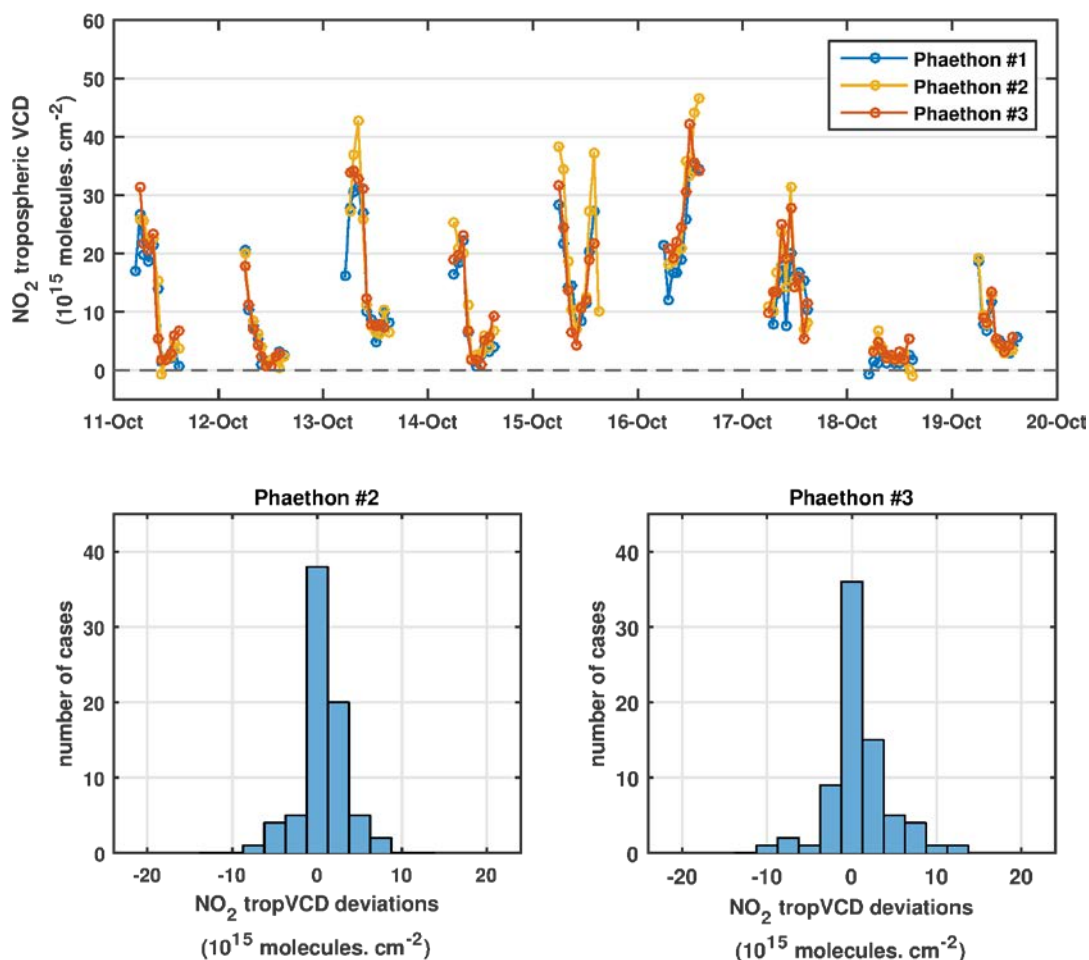 NO2 tropospheric VCD
(10^15 molecules. cm^-2)
60
50
40
30
20
10
0
Phaethon #1
Phaethon #2
Phaethon #3
11-Oct 12-Oct 13-Oct 14-Oct 15-Oct 16-Oct 17-Oct 18-Oct 19-Oct 20-Oct
Phaethon #2
number of cases
40
30
20
10
0
-20 -10 0 10 20
NO2 tropVCD deviations
(10^15 molecules. cm^-2)
Phaethon #3
number of cases
40
30
20
10
0
-20 -10 0 10 20
NO2 tropVCD deviations
(10^15 molecules. cm^-2)